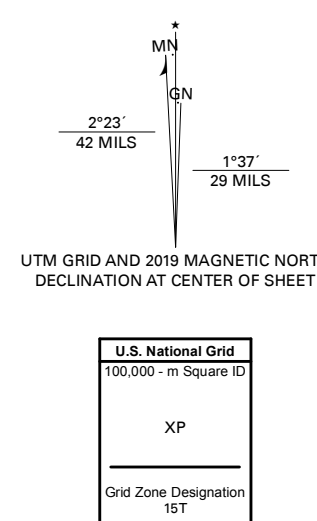 ★
MN
GN
2°23´
42 MILS
1°37´
29 MILS
UTM GRID AND 2019 MAGNETIC NORT
DECLINATION AT CENTER OF SHEET
U.S. National Grid
100,000 - m Square ID
XP
Grid Zone Designation
15T